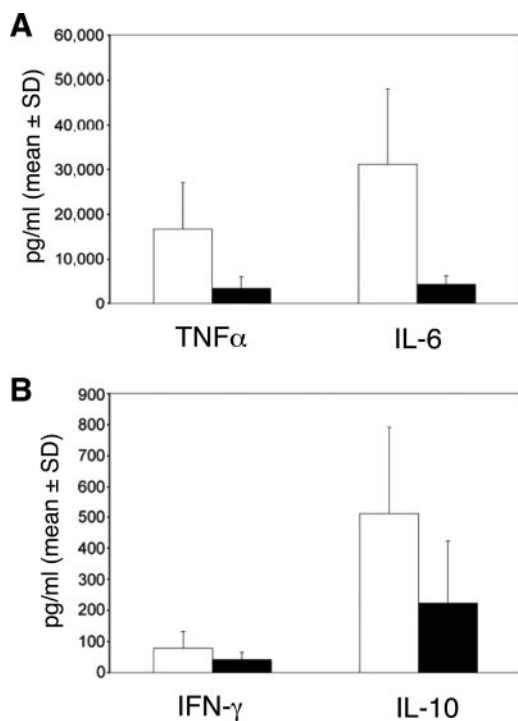 A
60,000
50,000
40,000
30,000
20,000
10,000
0
pg/ml (mean ± SD)
TNFα IL-6
B
900
800
700
600
500
400
300
200
100
0
pg/ml (mean ± SD)
IFN-γ IL-10